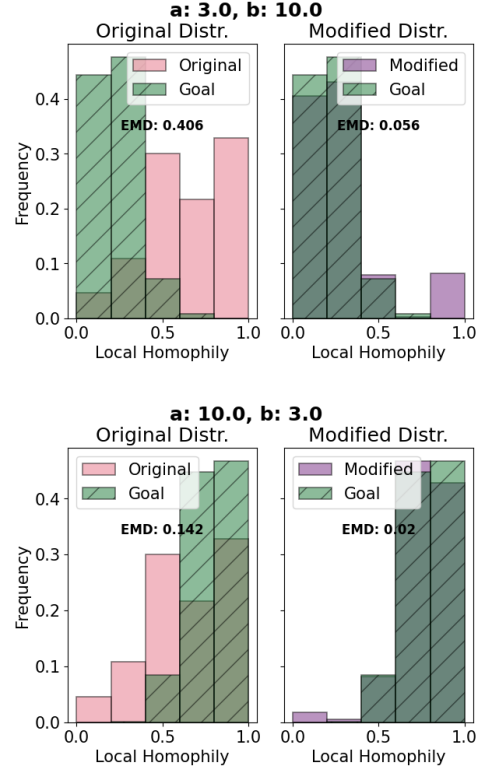 a: 3.0, b: 10.0
Original Distr.
Modified Distr.
Original
Goal
Modified
Goal
EMD: 0.406
EMD: 0.056
Frequency
0.4
0.3
0.2
0.1
0.0
0.0 0.5 1.0
0.0 0.5 1.0
Local Homophily
Local Homophily
a: 10.0, b: 3.0
Original Distr.
Modified Distr.
Original
Goal
Modified
Goal
EMD: 0.142
EMD: 0.02
Frequency
0.4
0.3
0.2
0.1
0.0
0.0 0.5 1.0
0.0 0.5 1.0
Local Homophily
Local Homophily